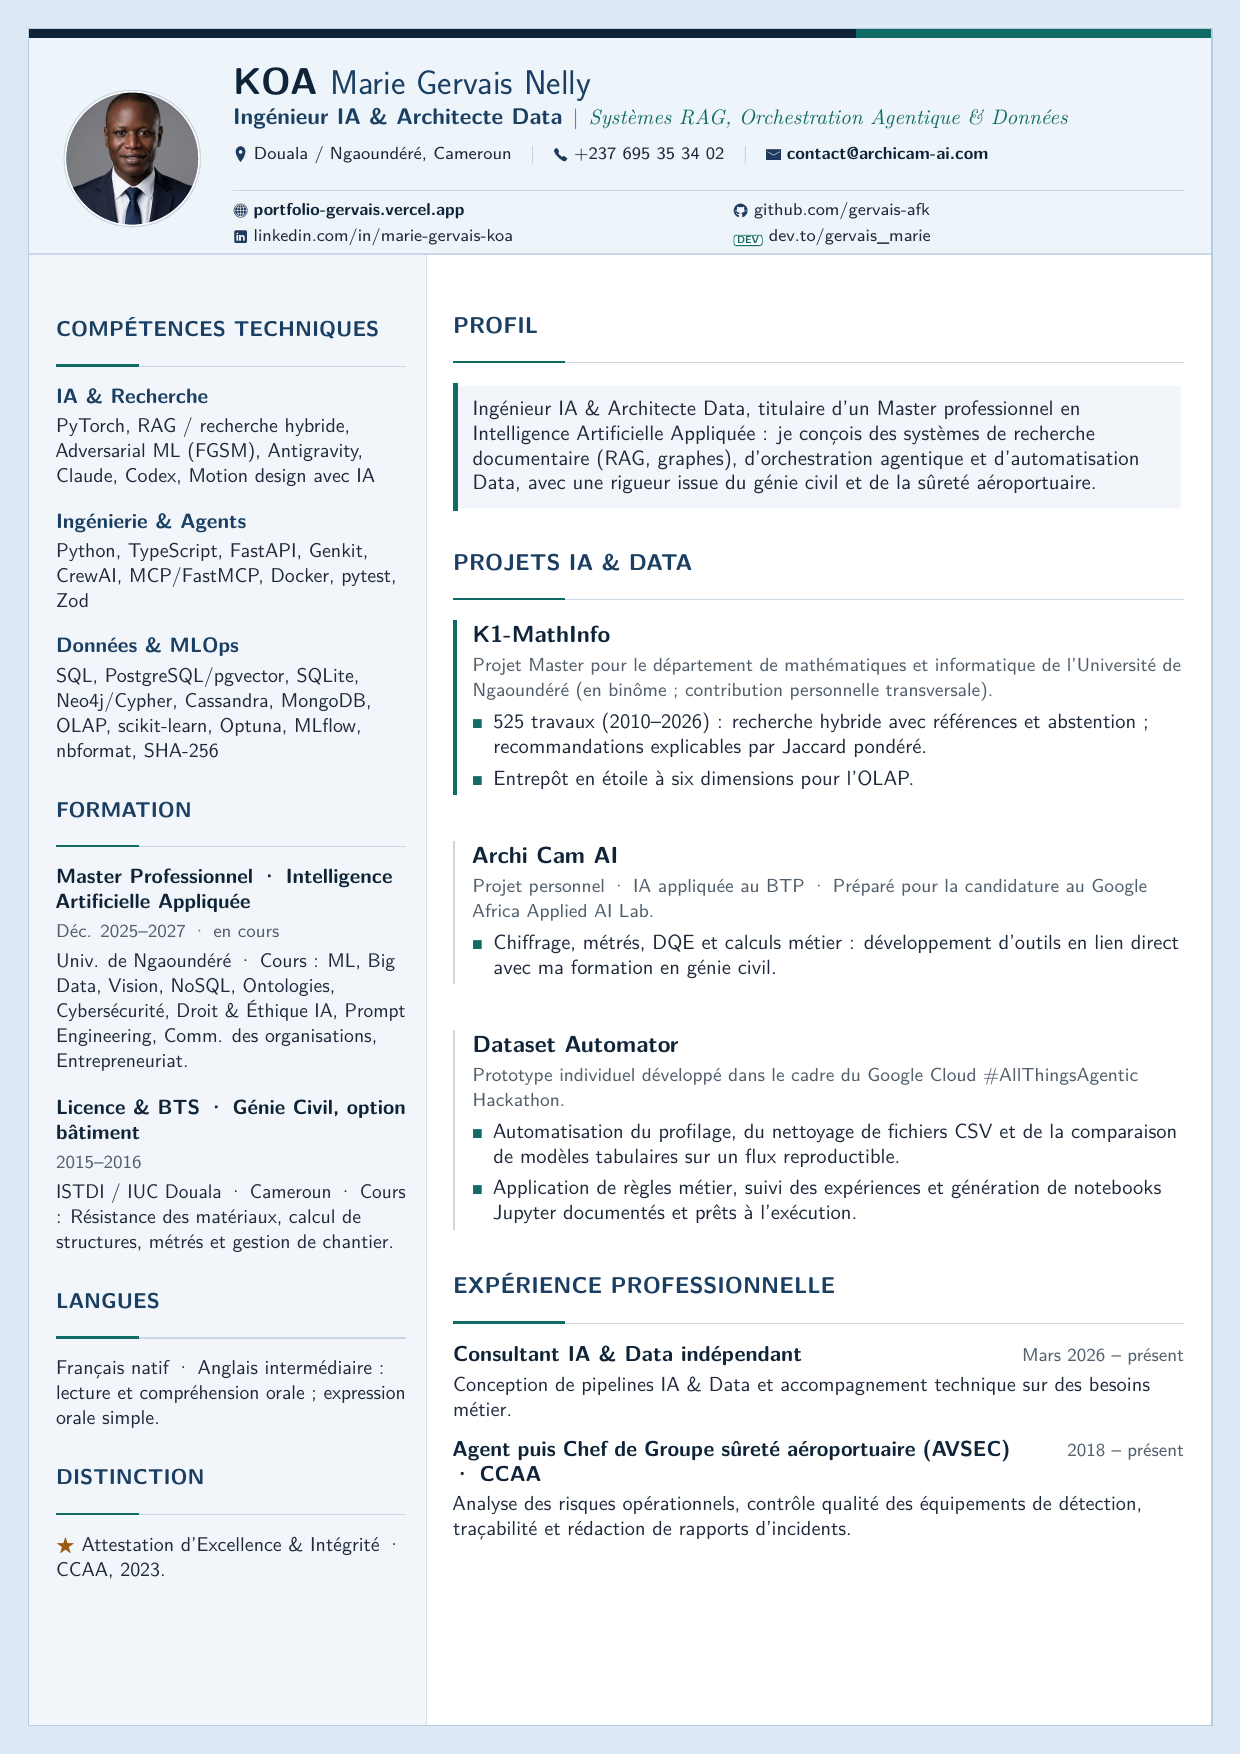 KOA Marie Gervais Nelly
Ingénieur IA & Architecte Data | Systèmes RAG, Orchestration Agentique & Données
Douala / Ngaoundéré, Cameroun | +237 695 35 34 02 | contact@archicam-ai.com
portfolio-gervais.vercel.app
github.com/gervais-afk
linkedin.com/in/marie-gervais-koa
DEV dev.to/gervais_marie
COMPÉTENCES TECHNIQUES
IA & Recherche
PyTorch, RAG / recherche hybride,
Adversarial ML (FGSM), Antigravity,
Claude, Codex, Motion design avec IA
Ingénierie & Agents
Python, TypeScript, FastAPI, Genkit,
CrewAI, MCP/FastMCP, Docker, pytest,
Zod
Données & MLOps
SQL, PostgreSQL/pgvector, SQLite,
Neo4j/Cypher, Cassandra, MongoDB,
OLAP, scikit-learn, Optuna, MLflow,
nbformat, SHA-256
FORMATION
Master Professionnel · Intelligence
Artificielle Appliquée
Déc. 2025–2027 · en cours
Univ. de Ngaoundéré · Cours : ML, Big
Data, Vision, NoSQL, Ontologies,
Cybersécurité, Droit & Éthique IA, Prompt
Engineering, Comm. des organisations,
Entrepreneuriat.
Licence & BTS · Génie Civil, option
bâtiment
2015–2016
ISTDI / IUC Douala · Cameroun · Cours
: Résistance des matériaux, calcul de
structures, métrés et gestion de chantier.
LANGUES
Français natif · Anglais intermédiaire :
lecture et compréhension orale ; expression
orale simple.
DISTINCTION
★ Attestation d'Excellence & Intégrité ·
CCAA, 2023.
PROFIL
Ingénieur IA & Architecte Data, titulaire d'un Master professionnel en
Intelligence Artificielle Appliquée : je conçois des systèmes de recherche
documentaire (RAG, graphes), d'orchestration agentique et d'automatisation
Data, avec une rigueur issue du génie civil et de la sûreté aéroportuaire.
PROJETS IA & DATA
K1-MathInfo
Projet Master pour le département de mathématiques et informatique de l'Université de
Ngaoundéré (en binôme ; contribution personnelle transversale).
■ 525 travaux (2010–2026) : recherche hybride avec références et abstention ;
recommandations explicables par Jaccard pondéré.
■ Entrepôt en étoile à six dimensions pour l'OLAP.
Archi Cam AI
Projet personnel · IA appliquée au BTP · Préparé pour la candidature au Google
Africa Applied AI Lab.
■ Chiffrage, métrés, DQE et calculs métier : développement d'outils en lien direct
avec ma formation en génie civil.
Dataset Automator
Prototype individuel développé dans le cadre du Google Cloud #AllThingsAgentic
Hackathon.
■ Automatisation du profilage, du nettoyage de fichiers CSV et de la comparaison
de modèles tabulaires sur un flux reproductible.
■ Application de règles métier, suivi des expériences et génération de notebooks
Jupyter documentés et prêts à l'exécution.
EXPÉRIENCE PROFESSIONNELLE
Consultant IA & Data indépendant Mars 2026 – présent
Conception de pipelines IA & Data et accompagnement technique sur des besoins
métier.
Agent puis Chef de Groupe sûreté aéroportuaire (AVSEC) 2018 – présent
· CCAA
Analyse des risques opérationnels, contrôle qualité des équipements de détection,
traçabilité et rédaction de rapports d'incidents.